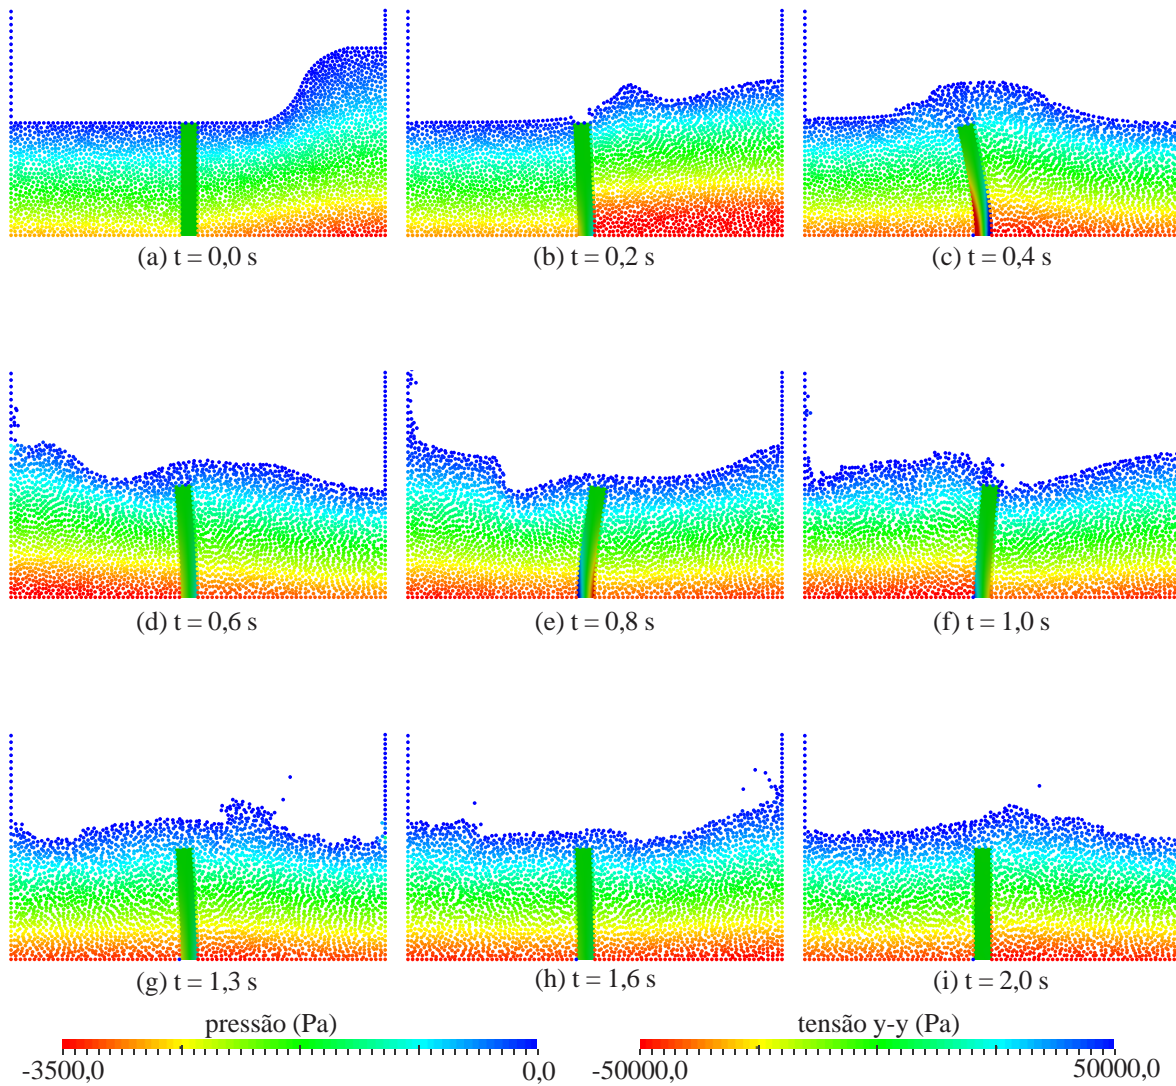 (a) t = 0,0 s
(b) t = 0,2 s
(c) t = 0,4 s
(d) t = 0,6 s
(e) t = 0,8 s
(f) t = 1,0 s
(g) t = 1,3 s
(h) t = 1,6 s
(i) t = 2,0 s
pressão (Pa)
-3500,0
0,0
tensão y-y (Pa)
-50000,0
50000,0